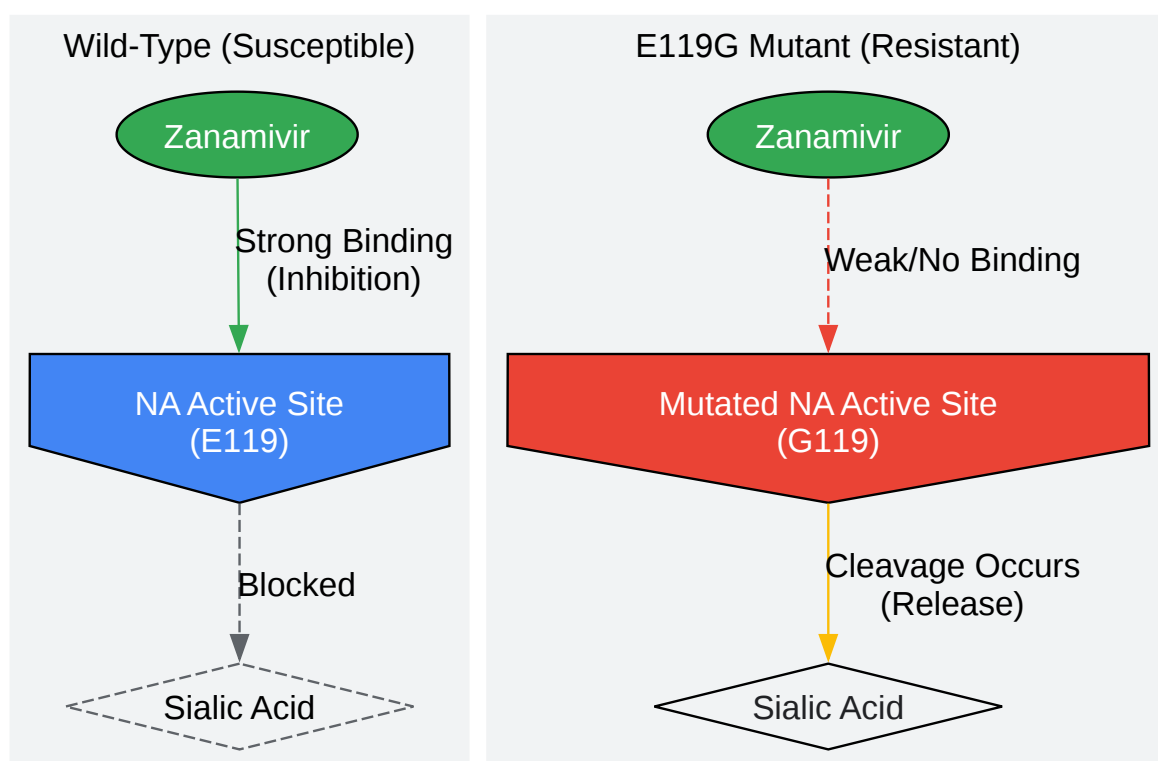 Wild-Type (Susceptible)
Zanamivir
Strong Binding
(Inhibition)
NA Active Site
(E119)
Blocked
Sialic Acid
E119G Mutant (Resistant)
Zanamivir
Weak/No Binding
Mutated NA Active Site
(G119)
Cleavage Occurs
(Release)
Sialic Acid